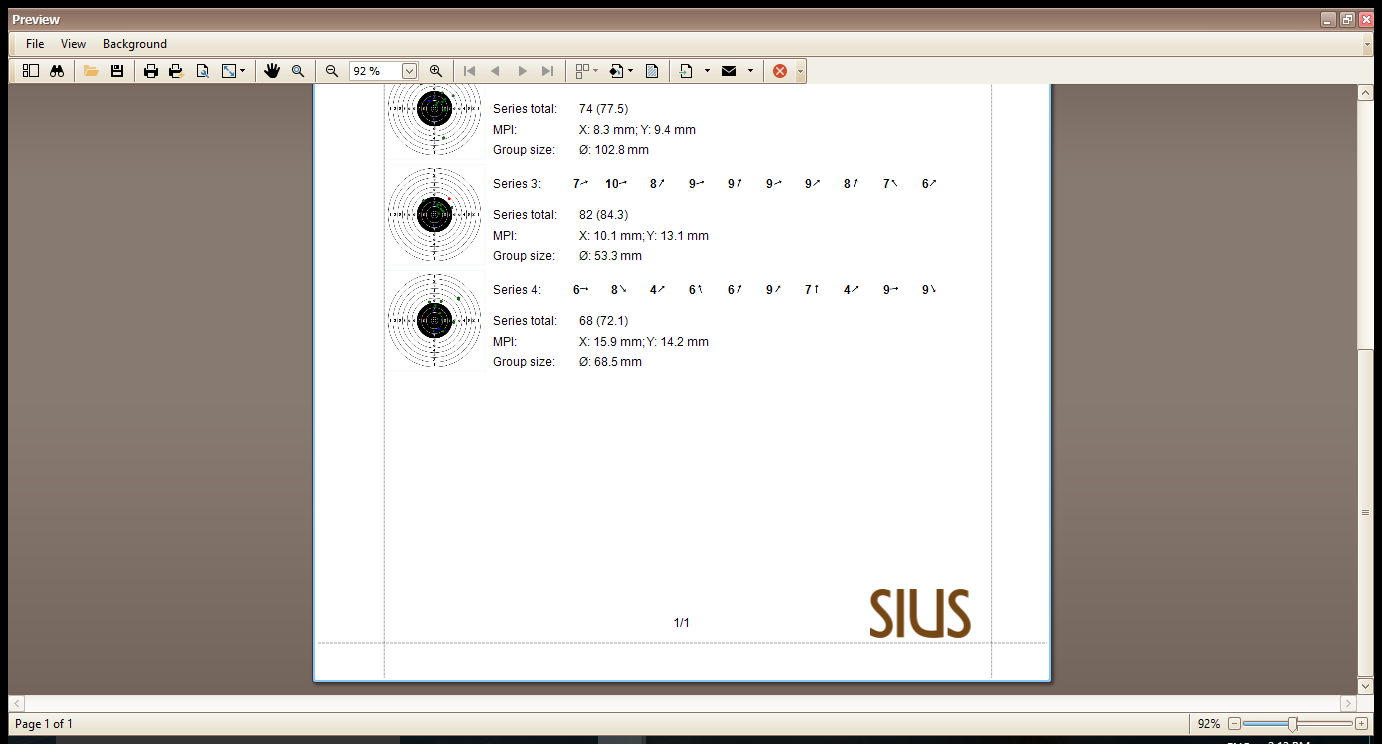 Preview
File View Background
92 %
Series total: 74 (77.5)
MPI: X: 8.3 mm; Y: 9.4 mm
Group size: Ø: 102.8 mm
Series 3: 7 10 8 9 9 9 9 8 7 6
Series total: 82 (84.3)
MPI: X: 10.1 mm; Y: 13.1 mm
Group size: Ø: 53.3 mm
Series 4: 6 8 4 6 6 9 7 4 9 9
Series total: 68 (72.1)
MPI: X: 15.9 mm; Y: 14.2 mm
Group size: Ø: 68.5 mm
SIUS
1/1
Page 1 of 1 92%